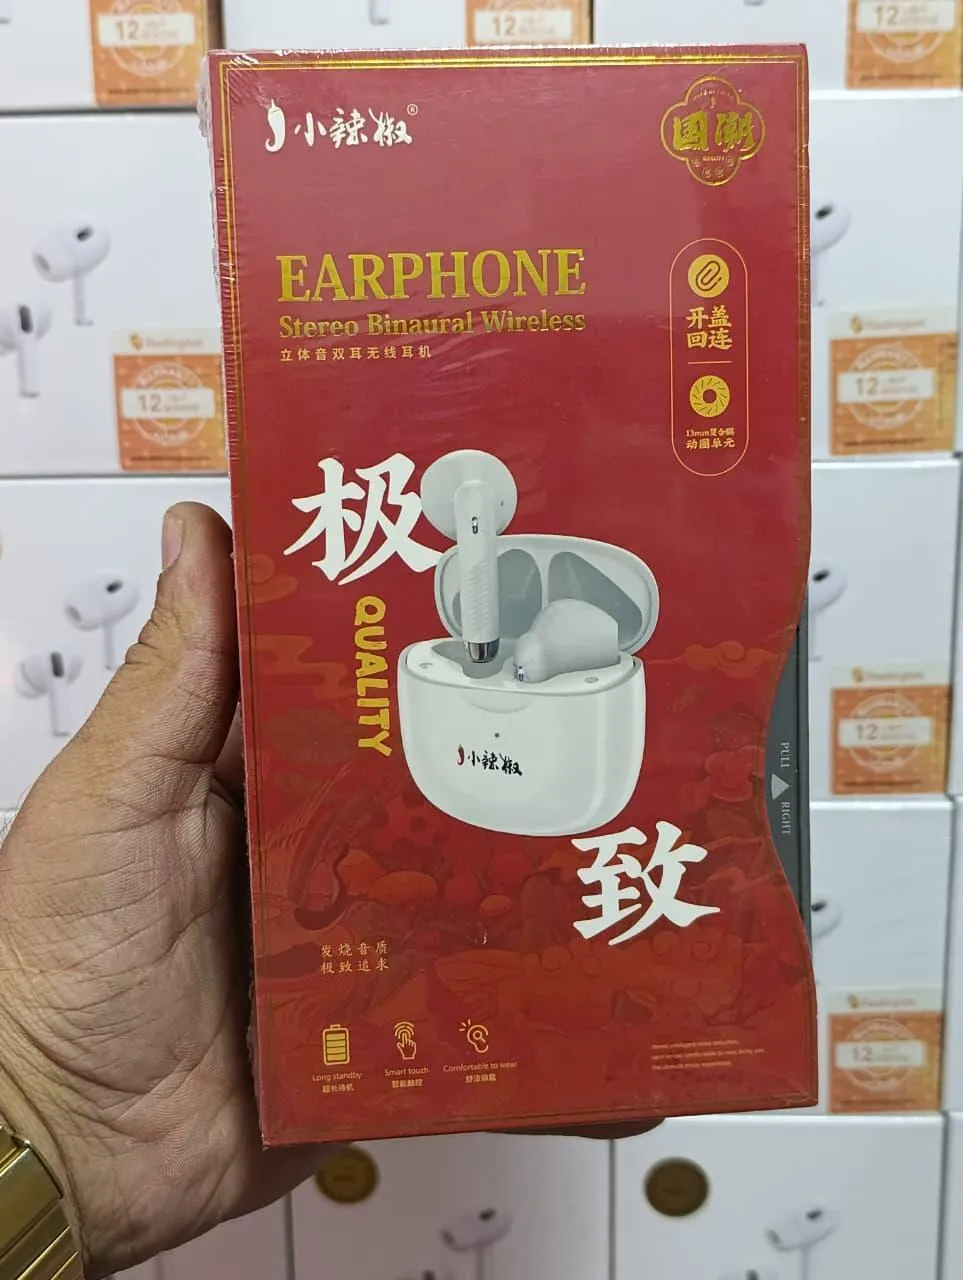 小辣椒®
国潮
EARPHONE
Stereo Binaural Wireless
立体音双耳无线耳机
开盖
回连
13mm复合膜
动圈单元
极
QUALITY
小辣椒
致
PULL
RIGHT
发烧音质
极致追求
Long standby
超长待机
Smart touch
智能触控
Comfortable to wear
舒适佩戴
12
12
12
12
12